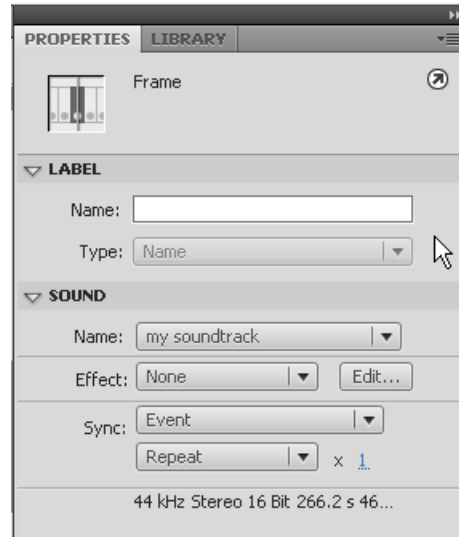 PROPERTIES LIBRARY
Frame
LABEL
Name:
Type: Name
SOUND
Name: my soundtrack
Effect: None Edit...
Sync: Event
Repeat x 1
44 kHz Stereo 16 Bit 266.2 s 46...